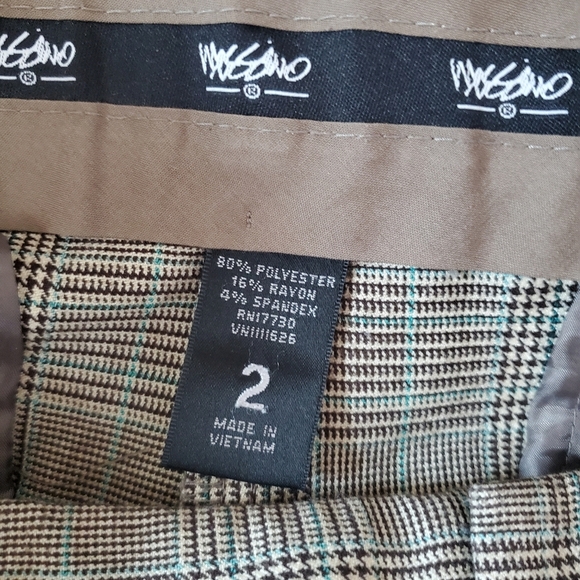 mossimo
®
mossimo
®
mossimo
®
80% POLYESTER
16% RAYON
4% SPANDEX
RN17730
VN1111626
2
MADE IN
VIETNAM